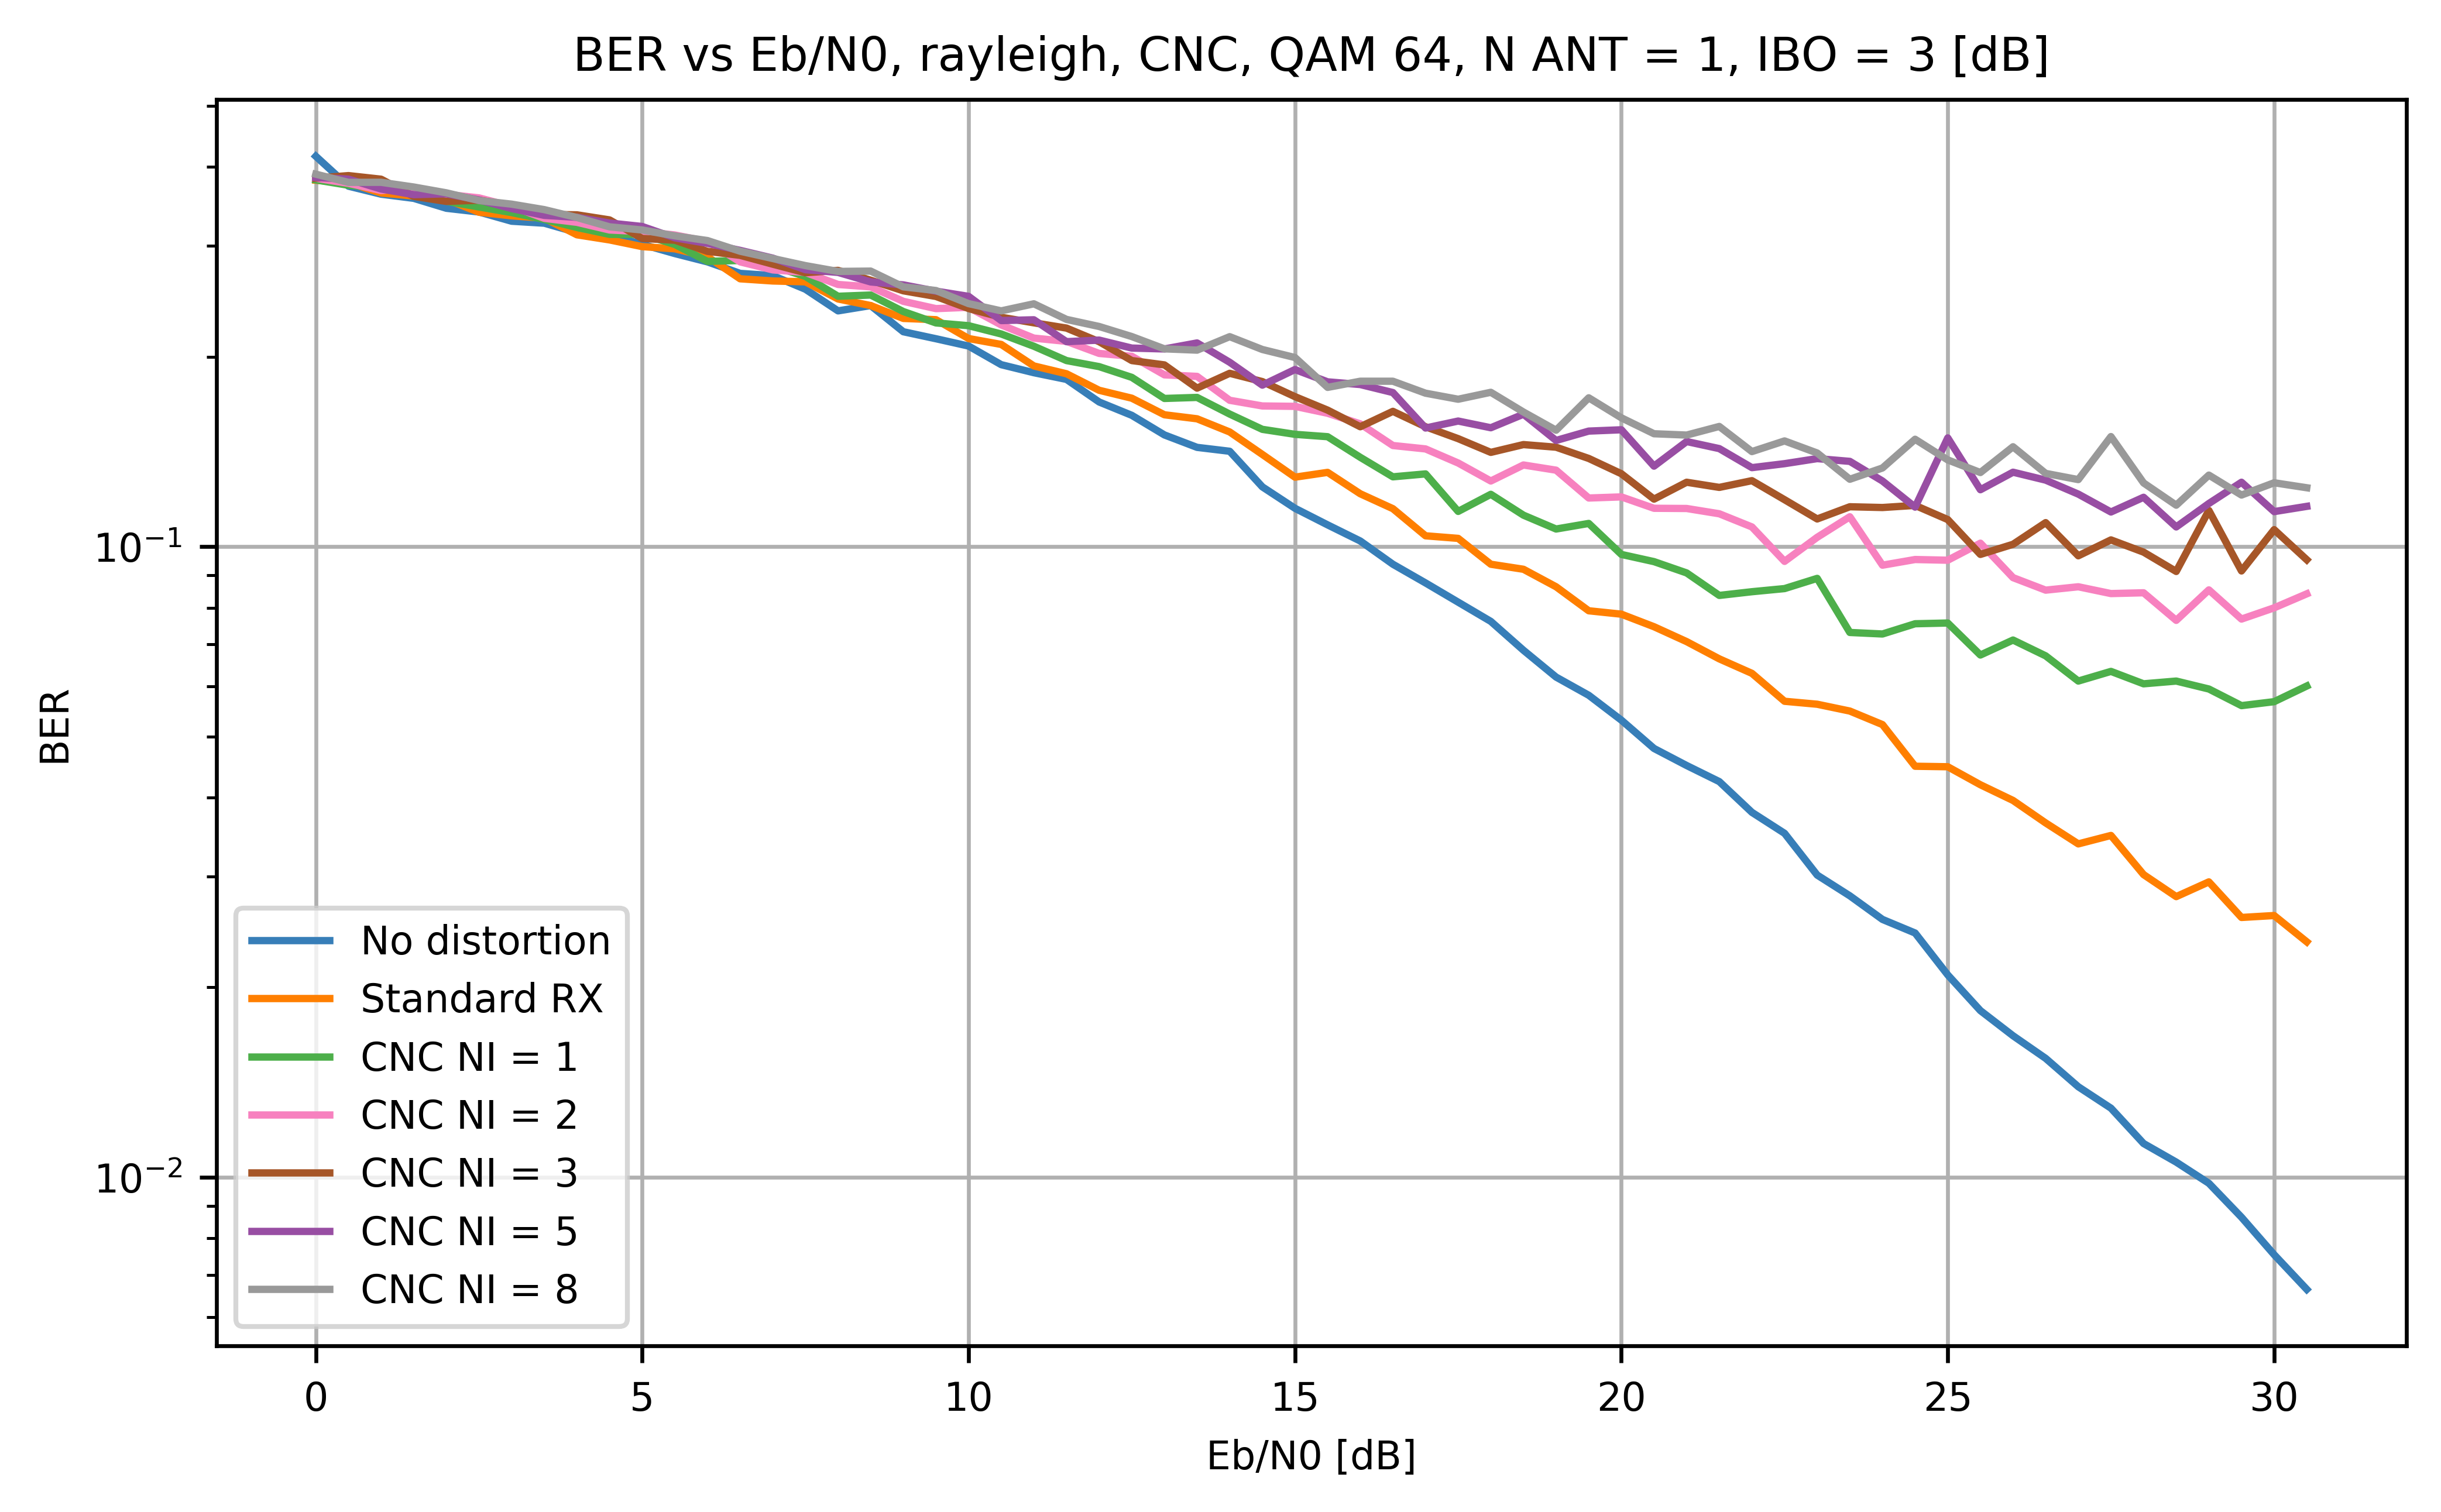 BER vs Eb/N0, rayleigh, CNC, QAM 64, N ANT = 1, IBO = 3 [dB]
BER
10⁻¹
10⁻²
No distortion
Standard RX
CNC NI = 1
CNC NI = 2
CNC NI = 3
CNC NI = 5
CNC NI = 8
0 5 10 15 20 25 30
Eb/N0 [dB]